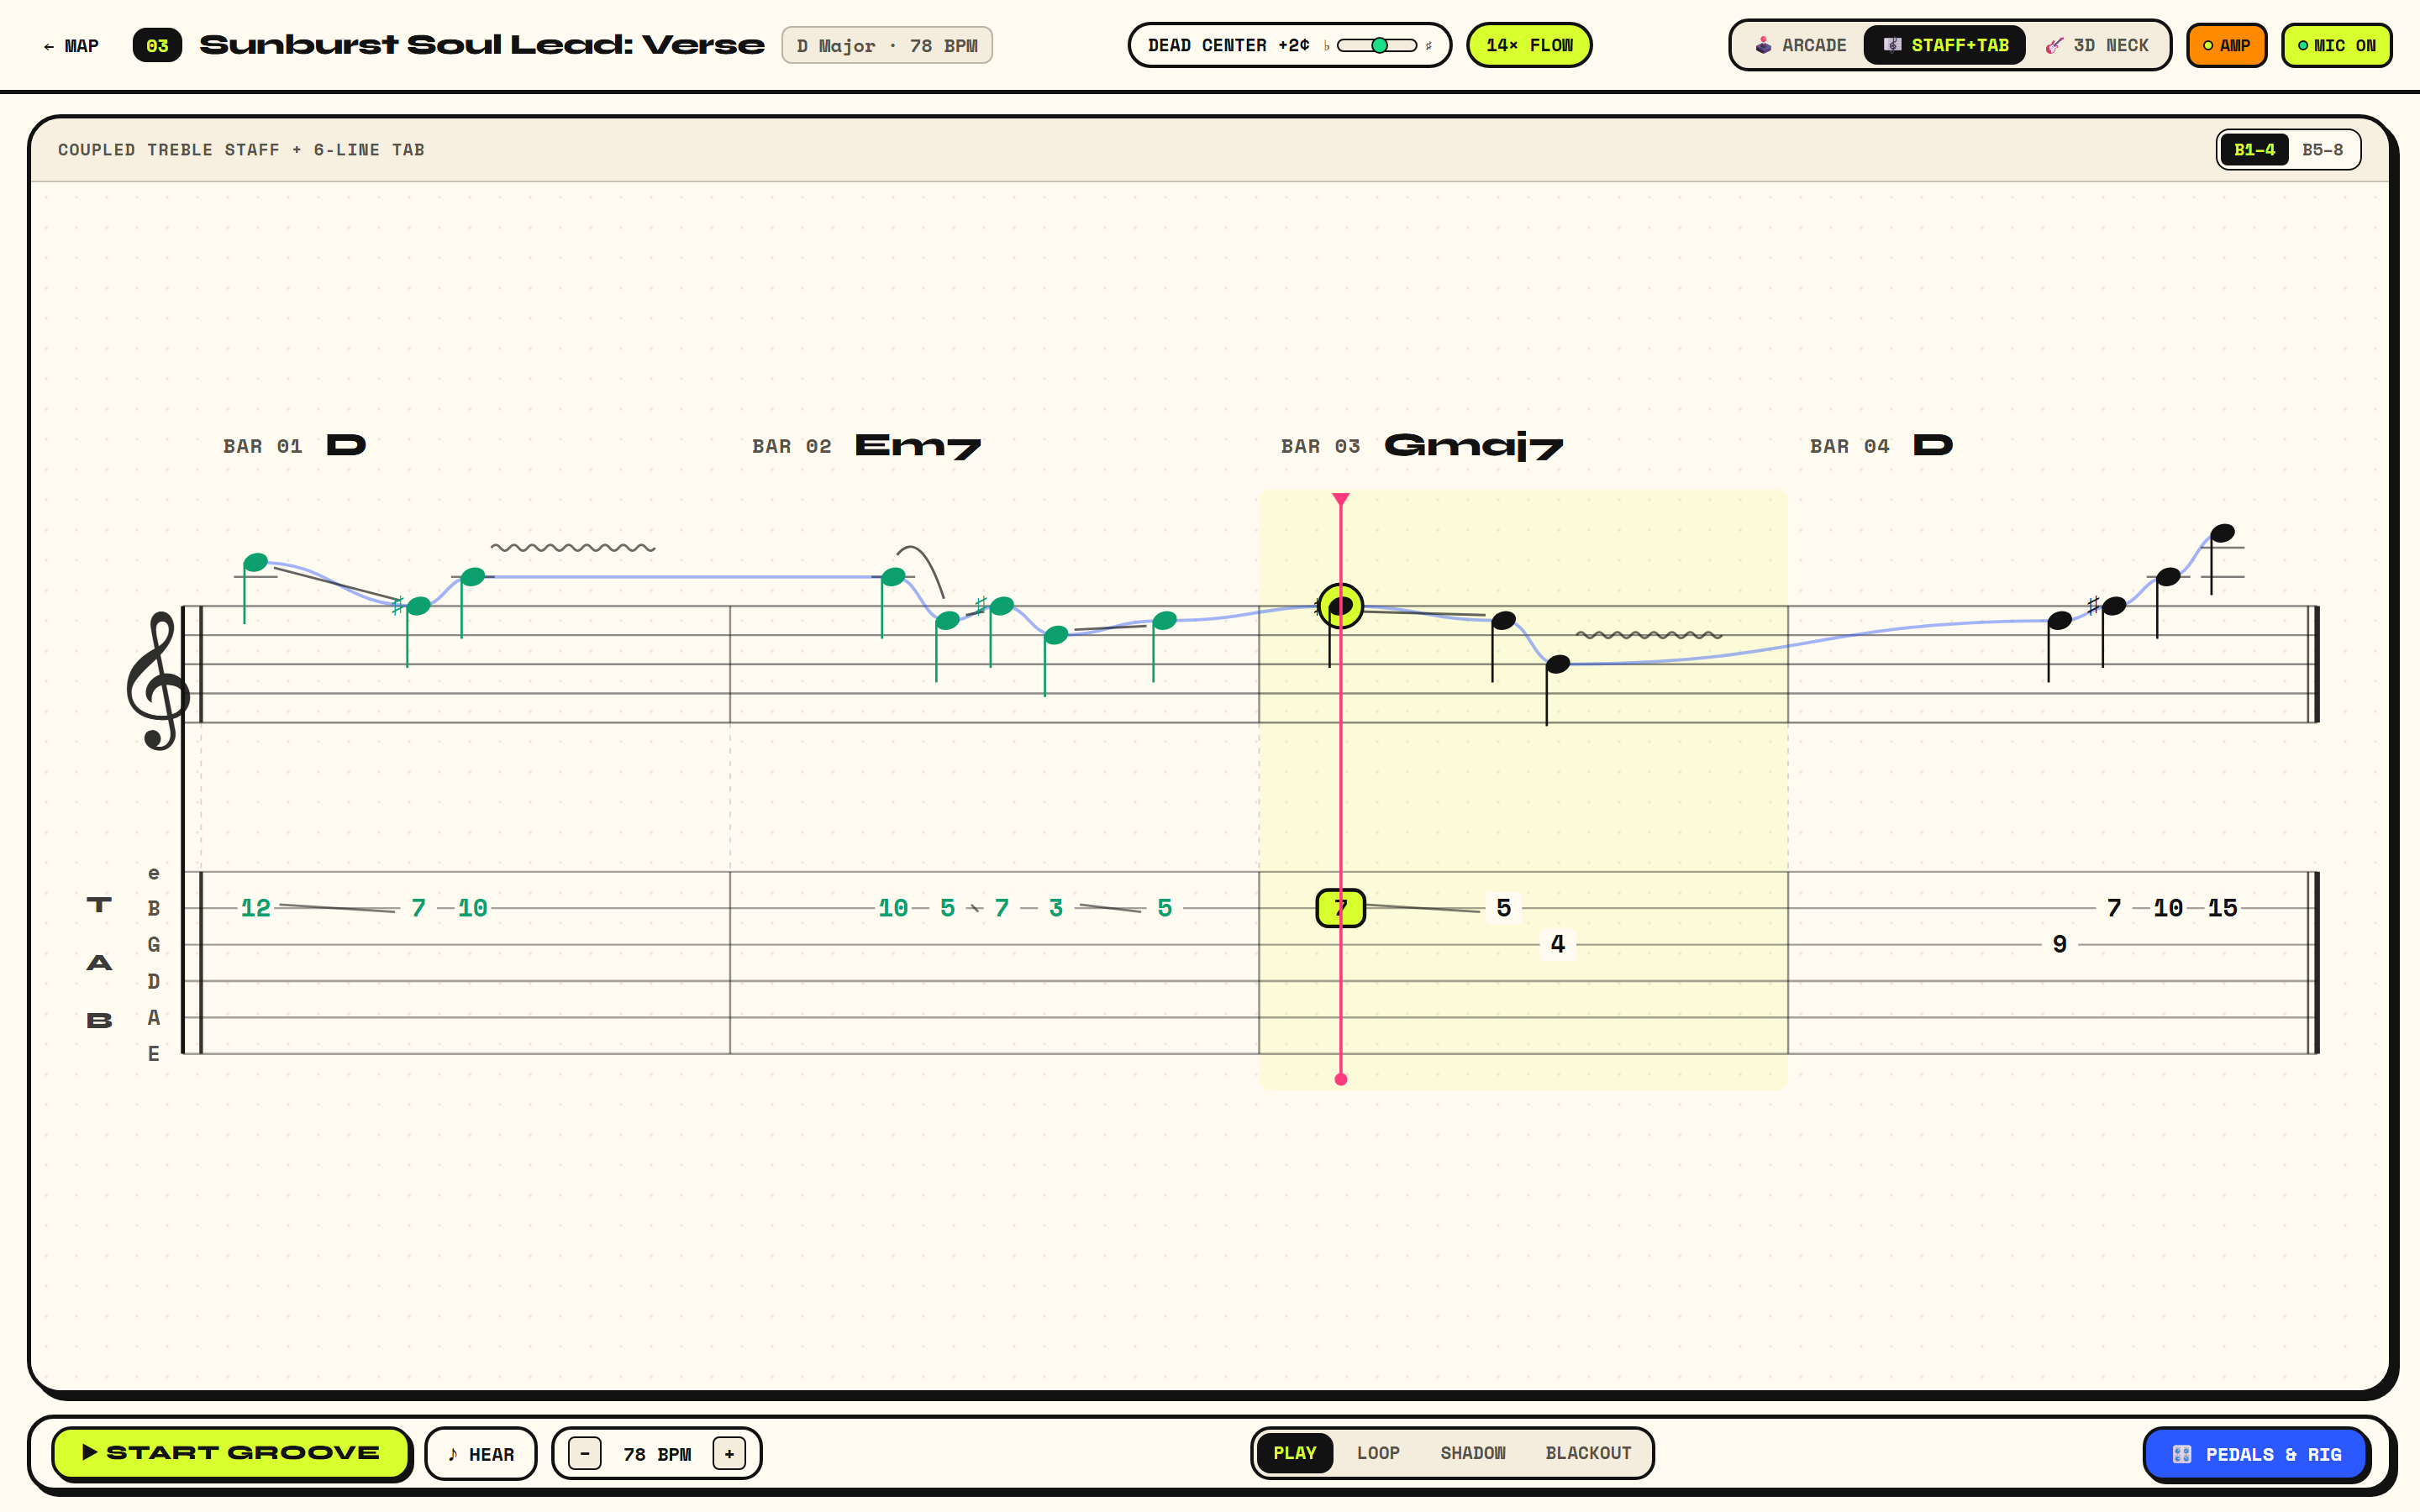 ← MAP 03 Sunburst Soul Lead: Verse D Major · 78 BPM DEAD CENTER +2¢ ♭ ♯ 14× FLOW ARCADE STAFF+TAB 3D NECK AMP MIC ON
COUPLED TREBLE STAFF + 6-LINE TAB B1–4 B5–8
BAR 01 D BAR 02 Em7 BAR 03 Gmaj7 BAR 04 D
e
T B 12 7 10 10 5 7 3 5 7 5 7 10 15
G 4 9
A
D
B A
E
▶ START GROOVE ♪ HEAR − 78 BPM + PLAY LOOP SHADOW BLACKOUT PEDALS & RIG